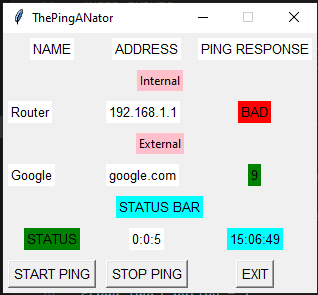 ThePingANator
NAME ADDRESS PING RESPONSE
Internal
Router 192.168.1.1 BAD
External
Google google.com 9
STATUS BAR
STATUS 0:0:5 15:06:49
START PING STOP PING EXIT